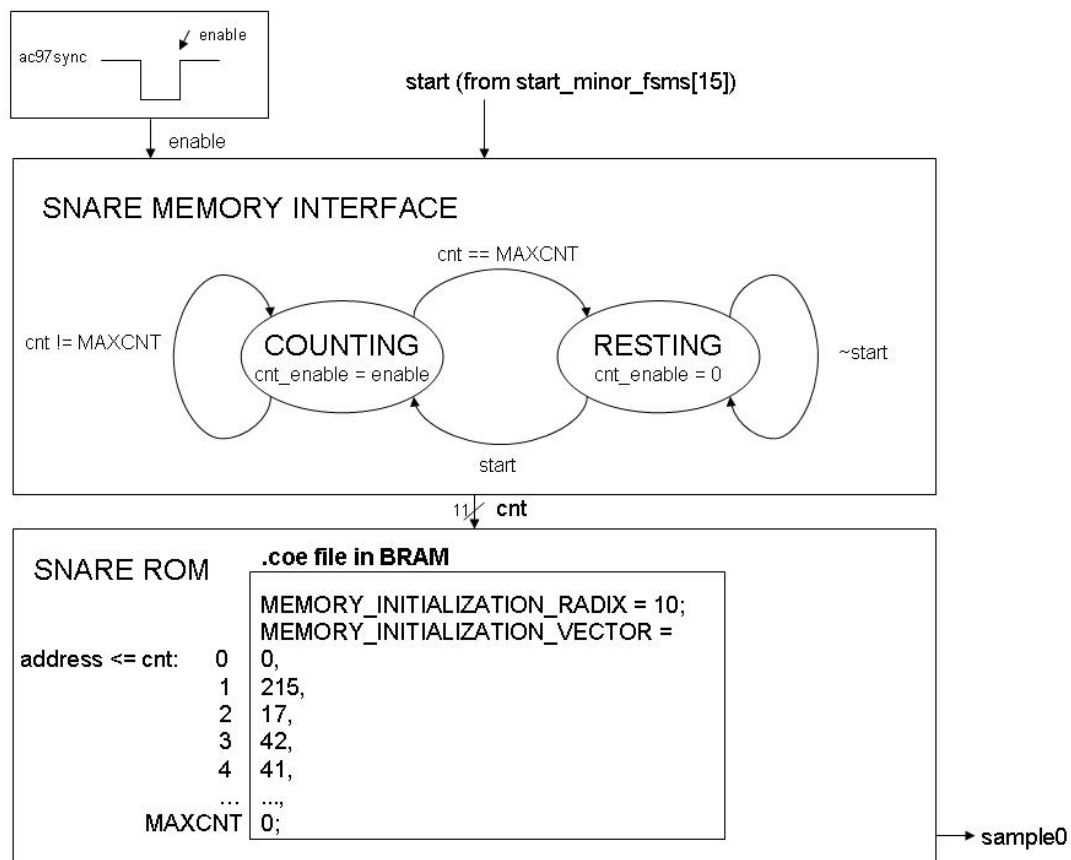 enable
ac97sync
start (from start_minor_fsms[15])
enable
SNARE MEMORY INTERFACE
cnt == MAXCNT
cnt != MAXCNT
COUNTING
cnt_enable = enable
RESTING
cnt_enable = 0
~start
start
11 cnt
SNARE ROM
.coe file in BRAM
MEMORY_INITIALIZATION_RADIX = 10;
MEMORY_INITIALIZATION_VECTOR =
address <= cnt: 0 0,
1 215,
2 17,
3 42,
4 41,
... ...,
MAXCNT 0;
sample0